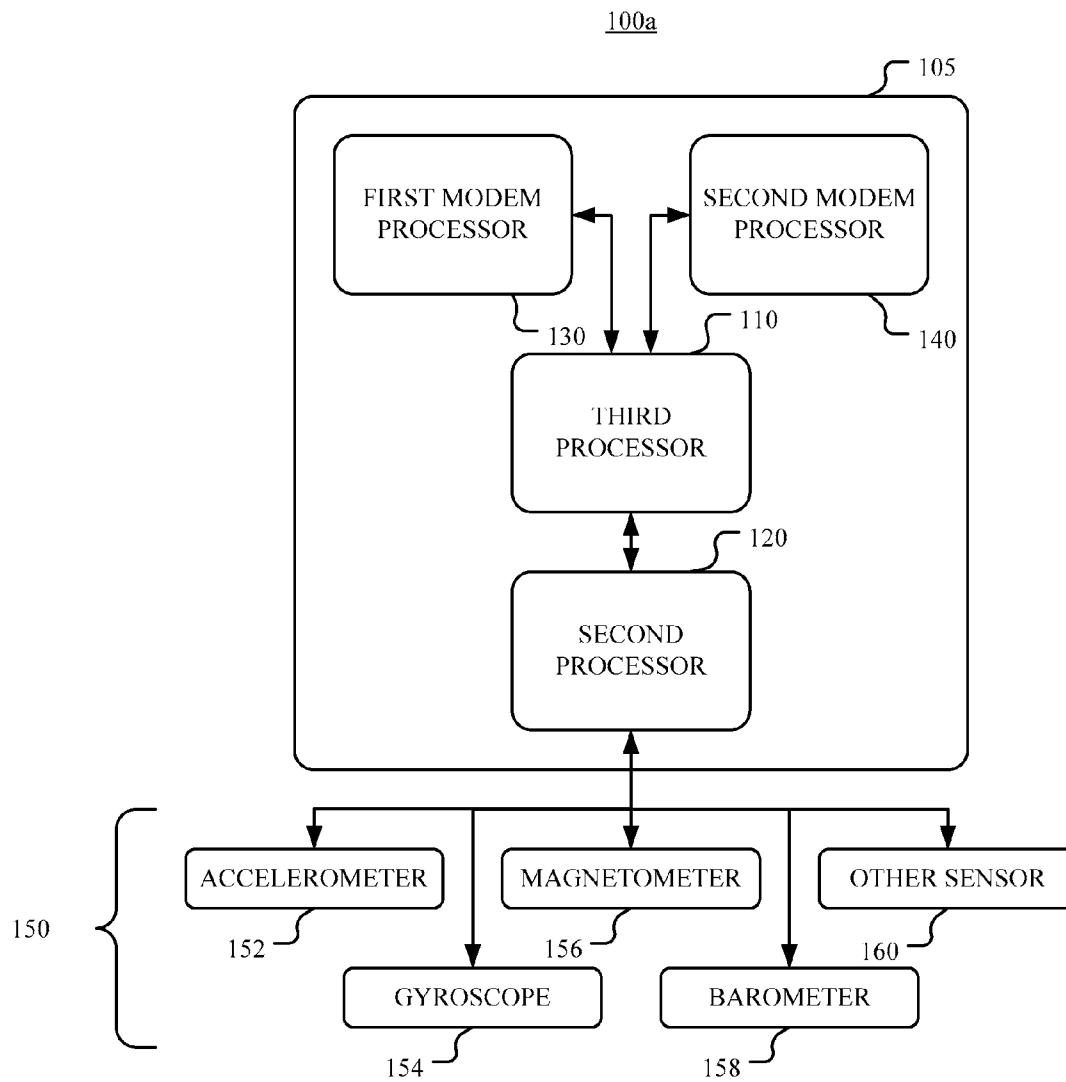 100a
105
FIRST MODEM
PROCESSOR
SECOND MODEM
PROCESSOR
130
110
140
THIRD
PROCESSOR
120
SECOND
PROCESSOR
150
ACCELEROMETER
MAGNETOMETER
OTHER SENSOR
152
156
160
GYROSCOPE
BAROMETER
154
158